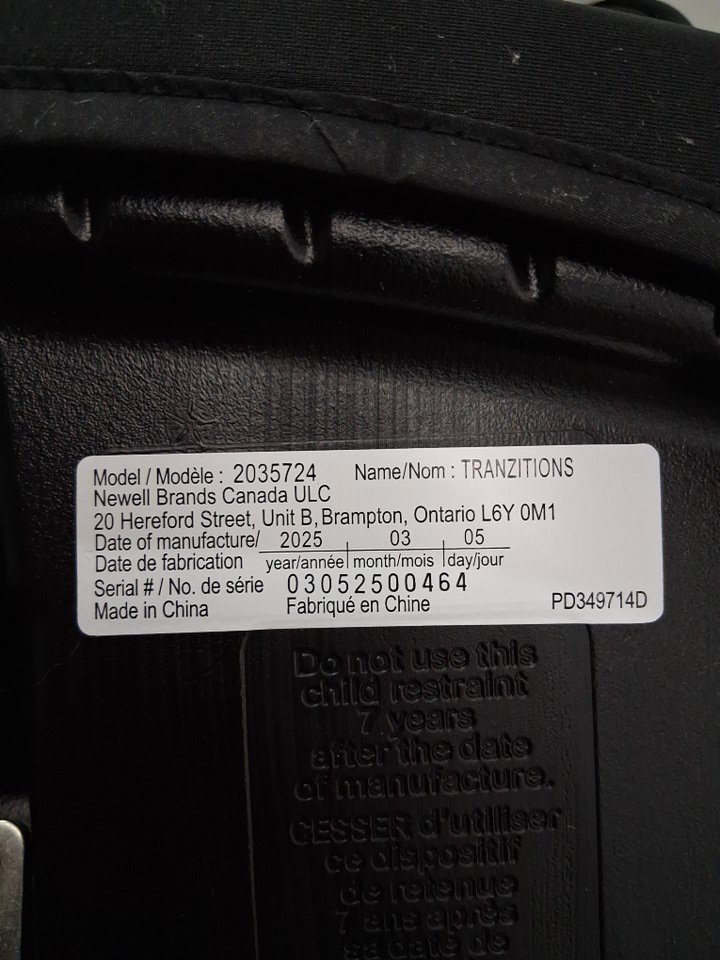 Model / Modèle : 2035724 Name/Nom : TRANZITIONS
Newell Brands Canada ULC
20 Hereford Street, Unit B, Brampton, Ontario L6Y 0M1
Date of manufacture/ 2025 03 05
Date de fabrication year/année month/mois day/jour
Serial # / No. de série 03052500464
Made in China Fabriqué en Chine PD349714D
Do not use this
child restraint
7 years
after the date
of manufacture.
CESSER d'utiliser
ce dispositif
de retenue
7 ans après
sa date de